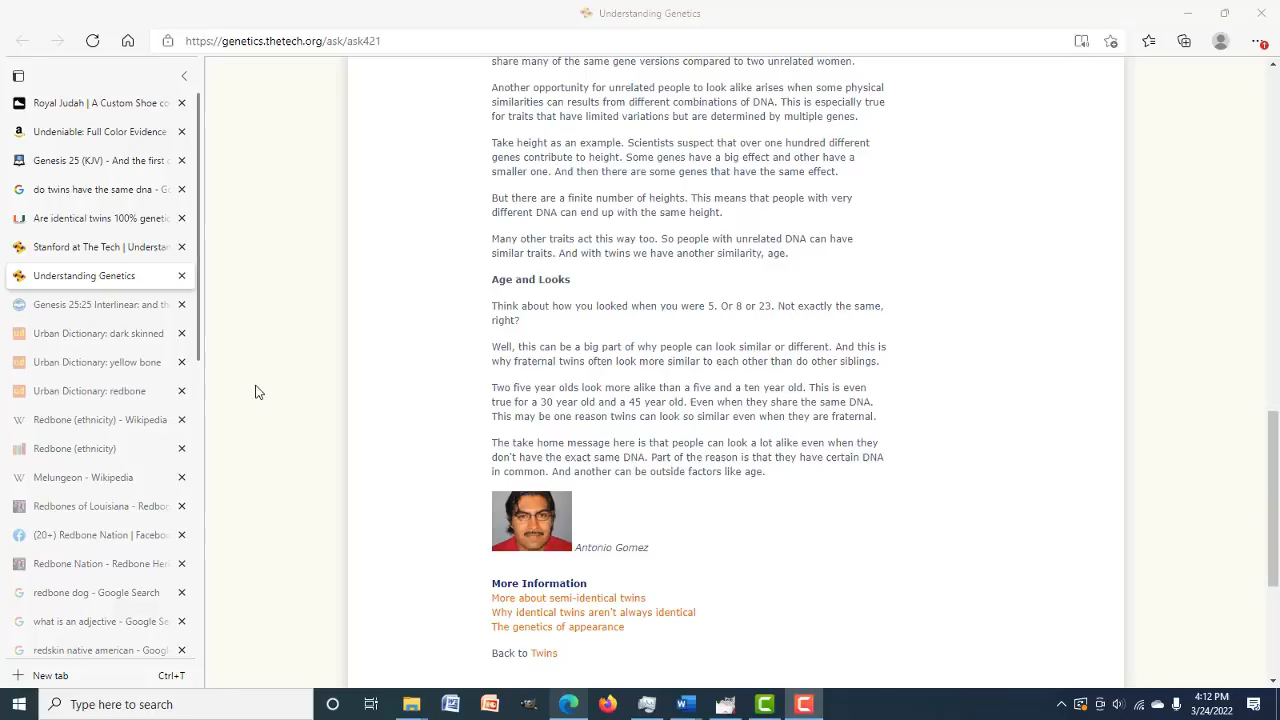 Understanding Genetics
https://genetics.thetech.org/ask/ask421
Royal Judah | A Custom Shoe co
Undeniable: Full Color Evidence
Genesis 25 (KJV) - And the first c
do twins have the same dna - Go
Are identical twins 100% genetic
Stanford at The Tech | Understan
Understanding Genetics
Genesis 25:25 Interlinear: and th
Urban Dictionary: dark skinned
Urban Dictionary: yellow bone
Urban Dictionary: redbone
Redbone (ethnicity) - Wikipedia
Redbone (ethnicity)
Melungeon - Wikipedia
Redbones of Louisiana - Redbon
(20+) Redbone Nation | Faceboo
Redbone Nation - Redbone Heri
redbone dog - Google Search
what is an adjective - Google Se
redskin native american - Googl
New tab Ctrl+T
share many of the same gene versions compared to two unrelated women.
Another opportunity for unrelated people to look alike arises when some physical
similarities can results from different combinations of DNA. This is especially true
for traits that have limited variations but are determined by multiple genes.
Take height as an example. Scientists suspect that over one hundred different
genes contribute to height. Some genes have a big effect and other have a
smaller one. And then there are some genes that have the same effect.
But there are a finite number of heights. This means that people with very
different DNA can end up with the same height.
Many other traits act this way too. So people with unrelated DNA can have
similar traits. And with twins we have another similarity, age.
Age and Looks
Think about how you looked when you were 5. Or 8 or 23. Not exactly the same,
right?
Well, this can be a big part of why people can look similar or different. And this is
why fraternal twins often look more similar to each other than do other siblings.
Two five year olds look more alike than a five and a ten year old. This is even
true for a 30 year old and a 45 year old. Even when they share the same DNA.
This may be one reason twins can look so similar even when they are fraternal.
The take home message here is that people can look a lot alike even when they
don't have the exact same DNA. Part of the reason is that they have certain DNA
in common. And another can be outside factors like age.
Antonio Gomez
More Information
More about semi-identical twins
Why identical twins aren't always identical
The genetics of appearance
Back to Twins
Type here to search
4:12 PM
3/24/2022